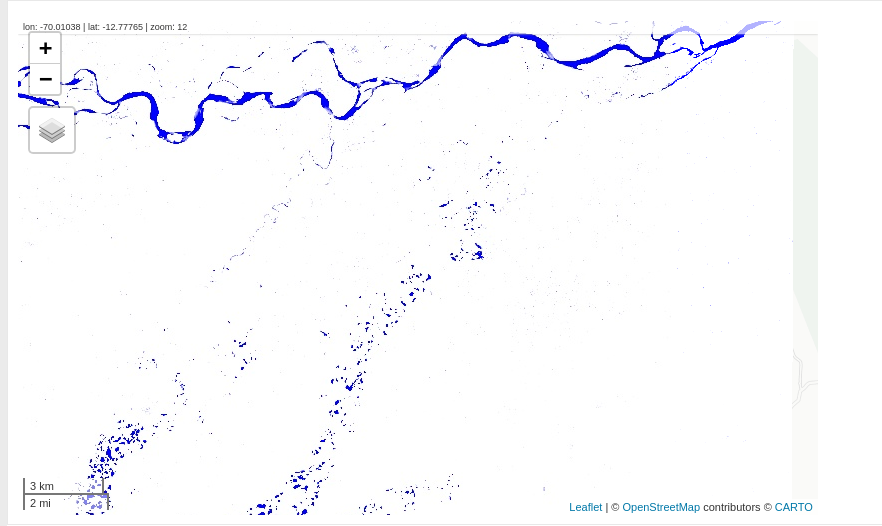 lon: -70.01038 | lat: -12.77765 | zoom: 12
+
−
3 km
2 mi
Leaflet | © OpenStreetMap contributors © CARTO